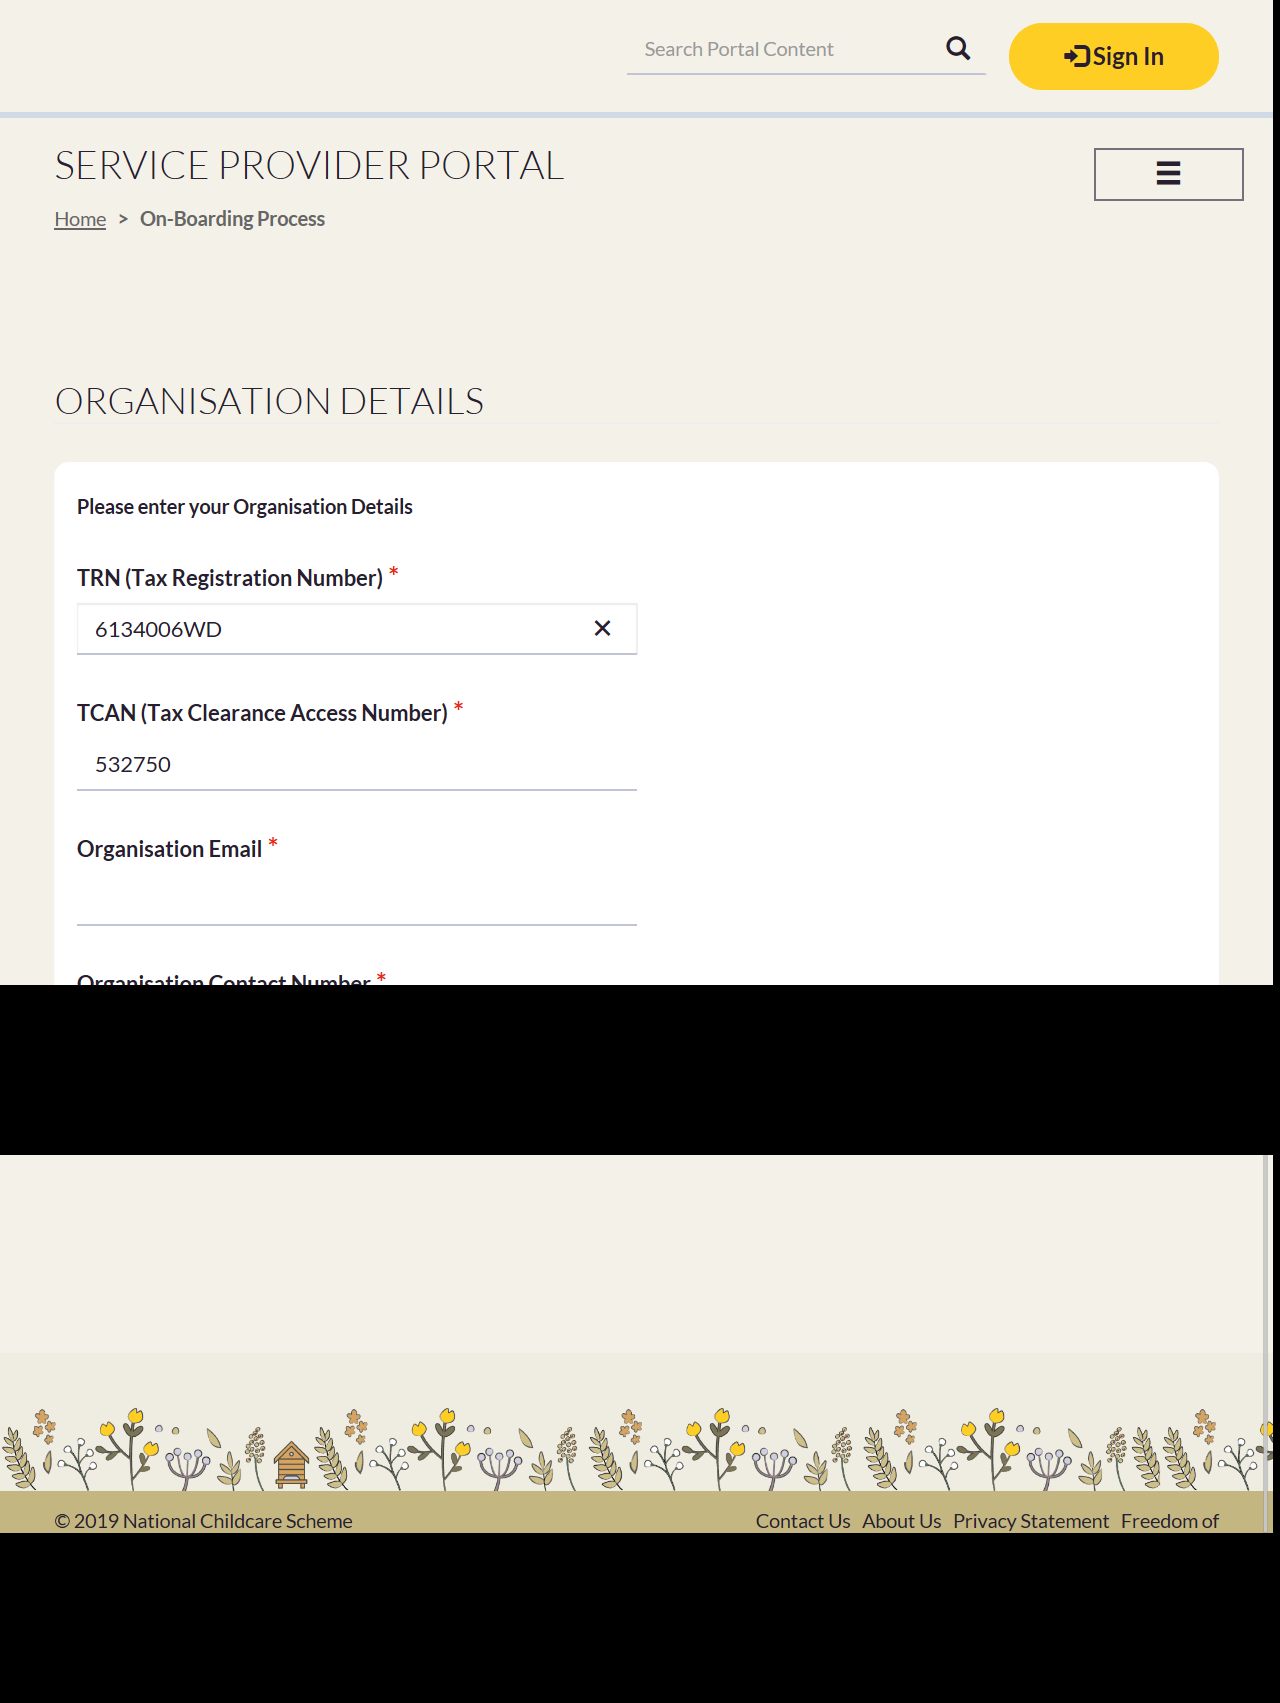 Search Portal Content
Sign In
SERVICE PROVIDER PORTAL
Home > On-Boarding Process
ORGANISATION DETAILS
Please enter your Organisation Details
TRN (Tax Registration Number) *
6134006WD
TCAN (Tax Clearance Access Number) *
532750
Organisation Email *
Organisation Contact Number *
© 2019 National Childcare Scheme
Contact Us About Us Privacy Statement Freedom of